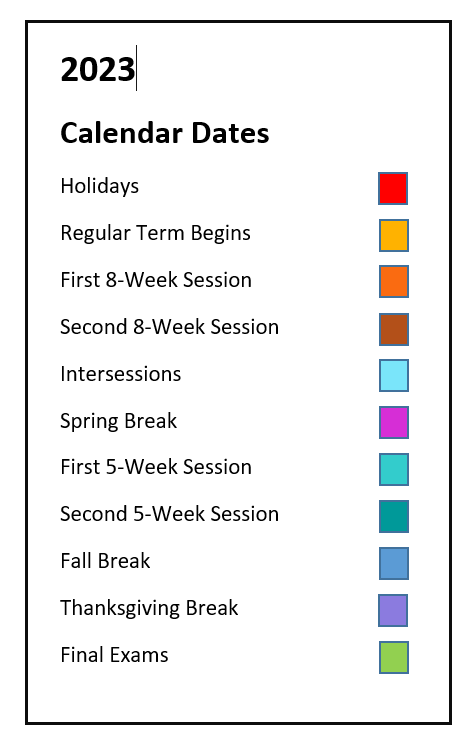 2023
Calendar Dates
Holidays
Regular Term Begins
First 8-Week Session
Second 8-Week Session
Intersessions
Spring Break
First 5-Week Session
Second 5-Week Session
Fall Break
Thanksgiving Break
Final Exams